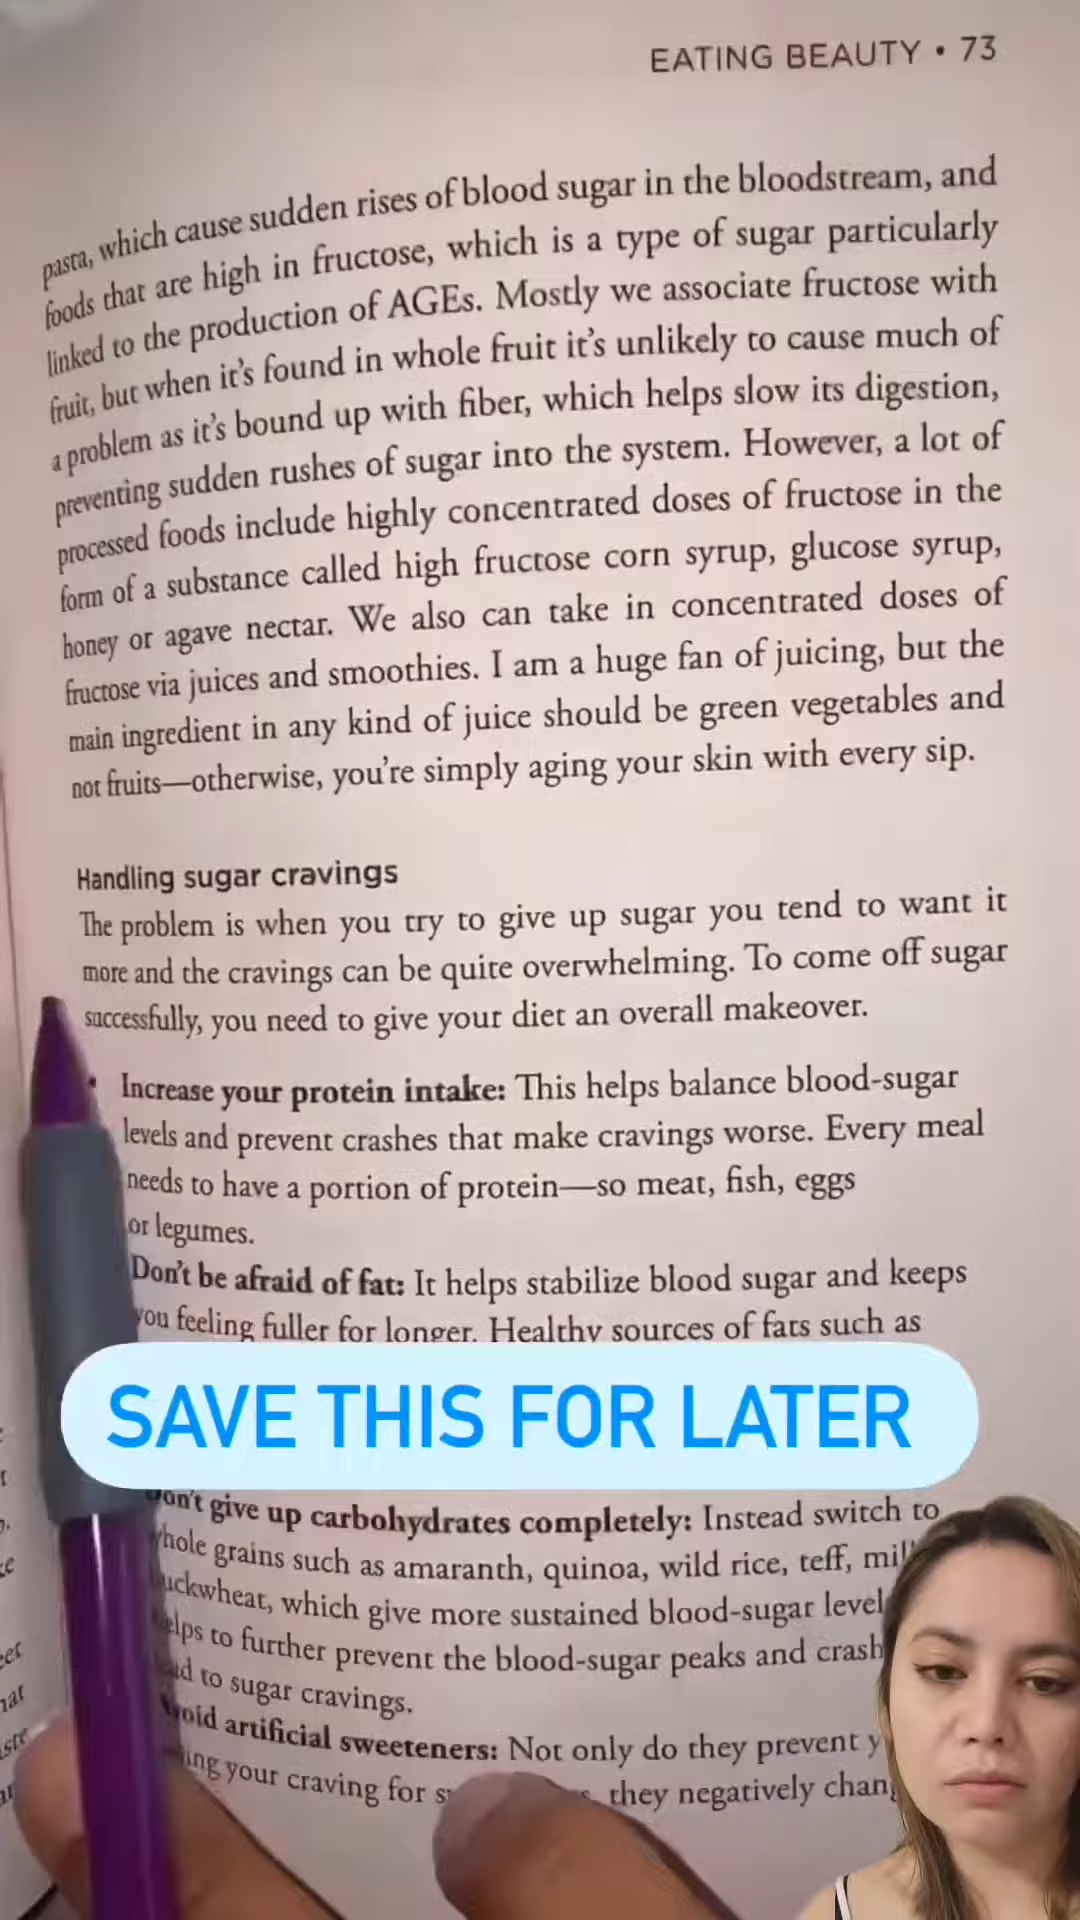 EATING BEAUTY • 73
pasta, which cause sudden rises of blood sugar in the bloodstream, and
foods that are high in fructose, which is a type of sugar particularly
linked to the production of AGEs. Mostly we associate fructose with
fruit, but when it's found in whole fruit it's unlikely to cause much of
a problem as it's bound up with fiber, which helps slow its digestion,
preventing sudden rushes of sugar into the system. However, a lot of
processed foods include highly concentrated doses of fructose in the
form of a substance called high fructose corn syrup, glucose syrup,
honey or agave nectar. We also can take in concentrated doses of
fructose via juices and smoothies. I am a huge fan of juicing, but the
main ingredient in any kind of juice should be green vegetables and
not fruits—otherwise, you're simply aging your skin with every sip.
Handling sugar cravings
The problem is when you try to give up sugar you tend to want it
more and the cravings can be quite overwhelming. To come off sugar
successfully, you need to give your diet an overall makeover.
• Increase your protein intake: This helps balance blood-sugar
levels and prevent crashes that make cravings worse. Every meal
needs to have a portion of protein—so meat, fish, eggs
or legumes.
Don't be afraid of fat: It helps stabilize blood sugar and keeps
you feeling fuller for longer. Healthy sources of fats such as
SAVE THIS FOR LATER
Don't give up carbohydrates completely: Instead switch to
whole grains such as amaranth, quinoa, wild rice, teff,
buckwheat, which give more sustained blood-sugar
helps to further prevent the blood-sugar peaks and
to sugar cravings.
Avoid artificial sweeteners: Not only do they prevent
your craving for they negatively